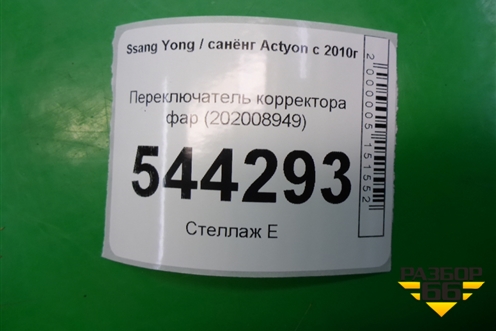 Ssang Yong / санёнг Actyon с 2010г
Переключатель корректора
фар (202008949)
544293
Стеллаж Е
2000005151552
РАЗБОР
66